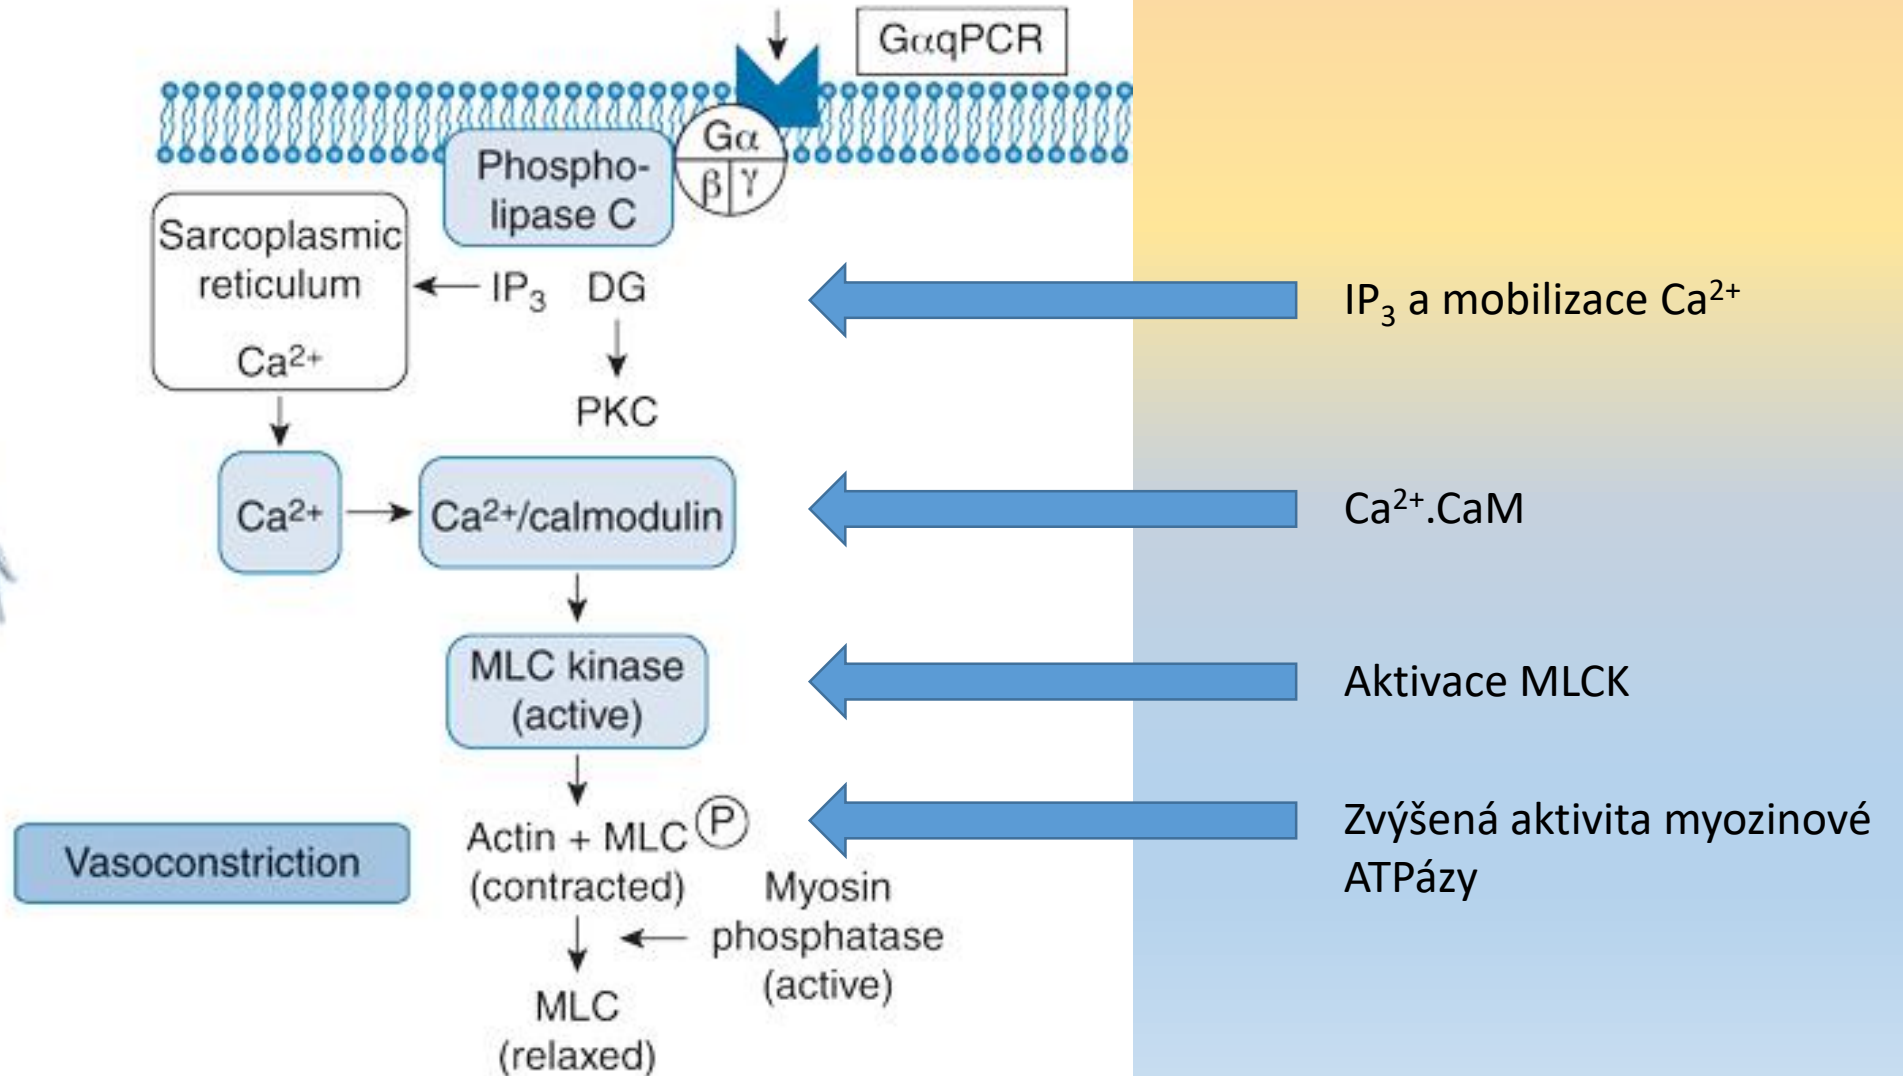 GαqPCR
Gα
β γ
Phospho-
lipase C
Sarcoplasmic
reticulum
Ca²⁺
IP₃ DG
IP₃ a mobilizace Ca²⁺
PKC
Ca²⁺
Ca²⁺/calmodulin
Ca²⁺.CaM
MLC kinase
(active)
Aktivace MLCK
Vasoconstriction
Actin + MLC P
(contracted)
Zvýšená aktivita myozinové
ATPázy
Myosin
phosphatase
(active)
MLC
(relaxed)